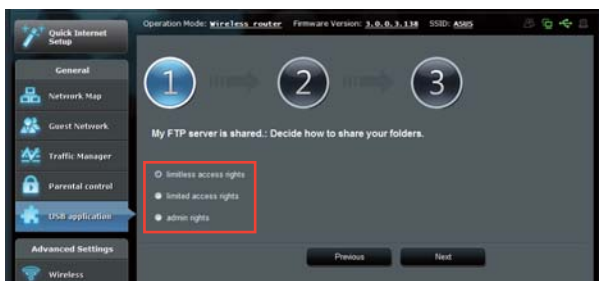 Quick Internet
Setup
Operation Mode: Wireless router Firmware Version: 3.0.0.3.138 SSID: ASUS
General
Network Map
Guest Network
Traffic Manager
Parental control
USB application
Advanced Settings
Wireless
1
2
3
My FTP server is shared.: Decide how to share your folders.
limitless access rights
limited access rights
admin rights
Previous
Next